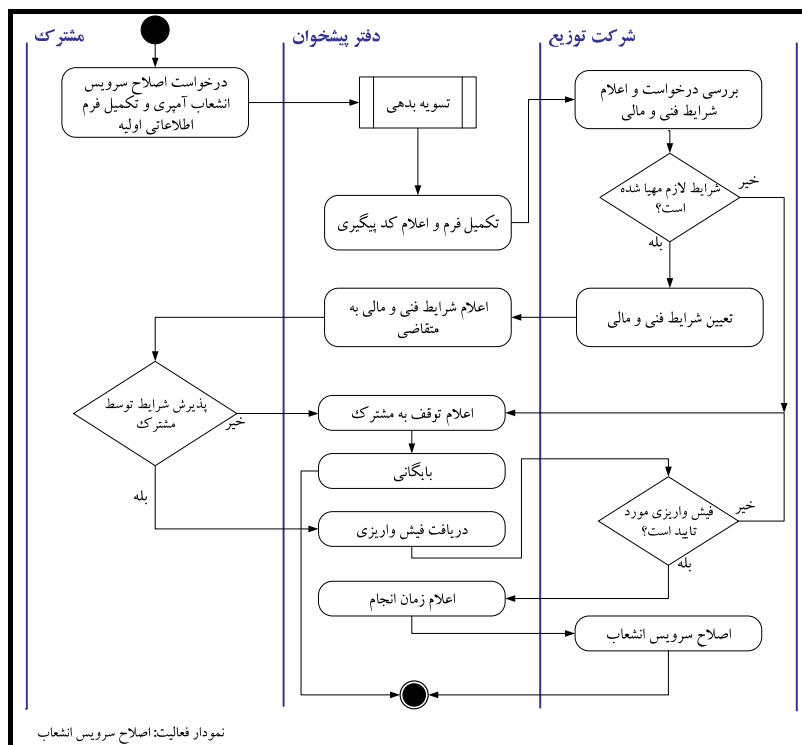 شرکت توزیع
دفتر پیشخوان
مشترك
درخواست اصلاح سرویس
انشعاب آمپری و تکمیل فرم
اطلاعاتی اولیه
تسویه بدهی
بررسی درخواست و اعلام
شرایط فنی و مالی
تکمیل فرم و اعلام کد پیگیری
شرایط لازم مهیا شده
است؟
خیر
بله
تعیین شرایط فنی و مالی
اعلام شرایط فنی و مالی به
متقاضی
پذیرش شرایط توسط
مشترك
خیر
بله
اعلام توقف به مشترك
بایگانی
دریافت فیش واریزی
فیش واریزی مورد
تایید است؟
خیر
بله
اعلام زمان انجام
اصلاح سرویس انشعاب
نمودار فعالیت: اصلاح سرویس انشعاب